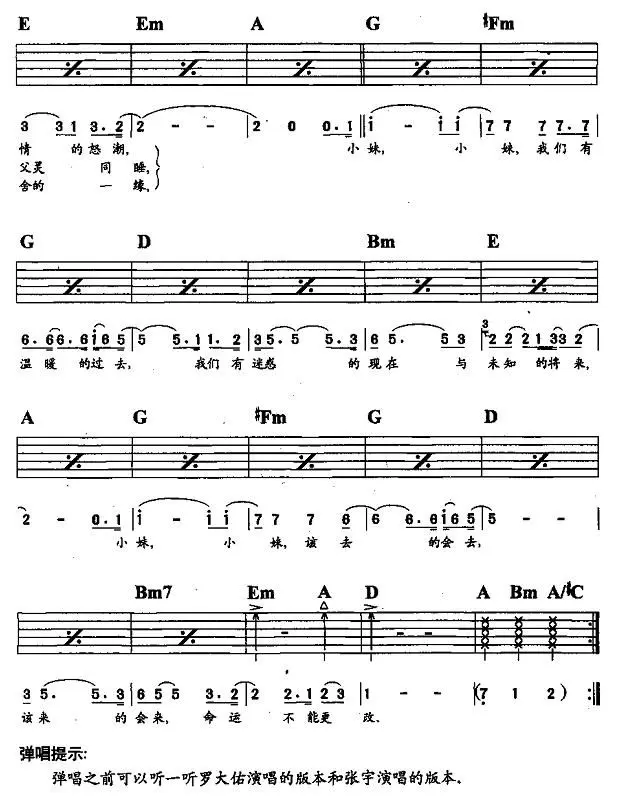 E Em A G #Fm
3 3 1 3. 2 2 - - 2 0 0. 1 i - i i 7 7 7 7. 7
情 的 怒 潮, 小 妹, 小 妹, 我 们 有
父 灵 同 睡,
舍 的 一 缘,
G D Bm E
6. 6 6. 6 i 6 5 5 5. 1 1. 2 3 5. 5 5. 3 6 5. 5 3 3 2 2 2 1 3 3 2
温 暖 的 过 去, 我 们 有 迷 惑 的 现 在 与 未 知 的 将 来,
A G #Fm G D
2 - 0. 1 i - i i 7 7 7 6 6 6. 6 i 6 5 5 - -
小 妹, 小 妹, 该 去 的 会 去,
Bm7 Em A D A Bm A/#C
3 5. 5. 3 6 5 5 3. 2 2 2. 1 2 3 1 - - (7 1 2)
该 来 的 会 来, 命 运 不 能 更 改.
弹唱提示:
弹唱之前可以听一听罗大佑演唱的版本和张宇演唱的版本.